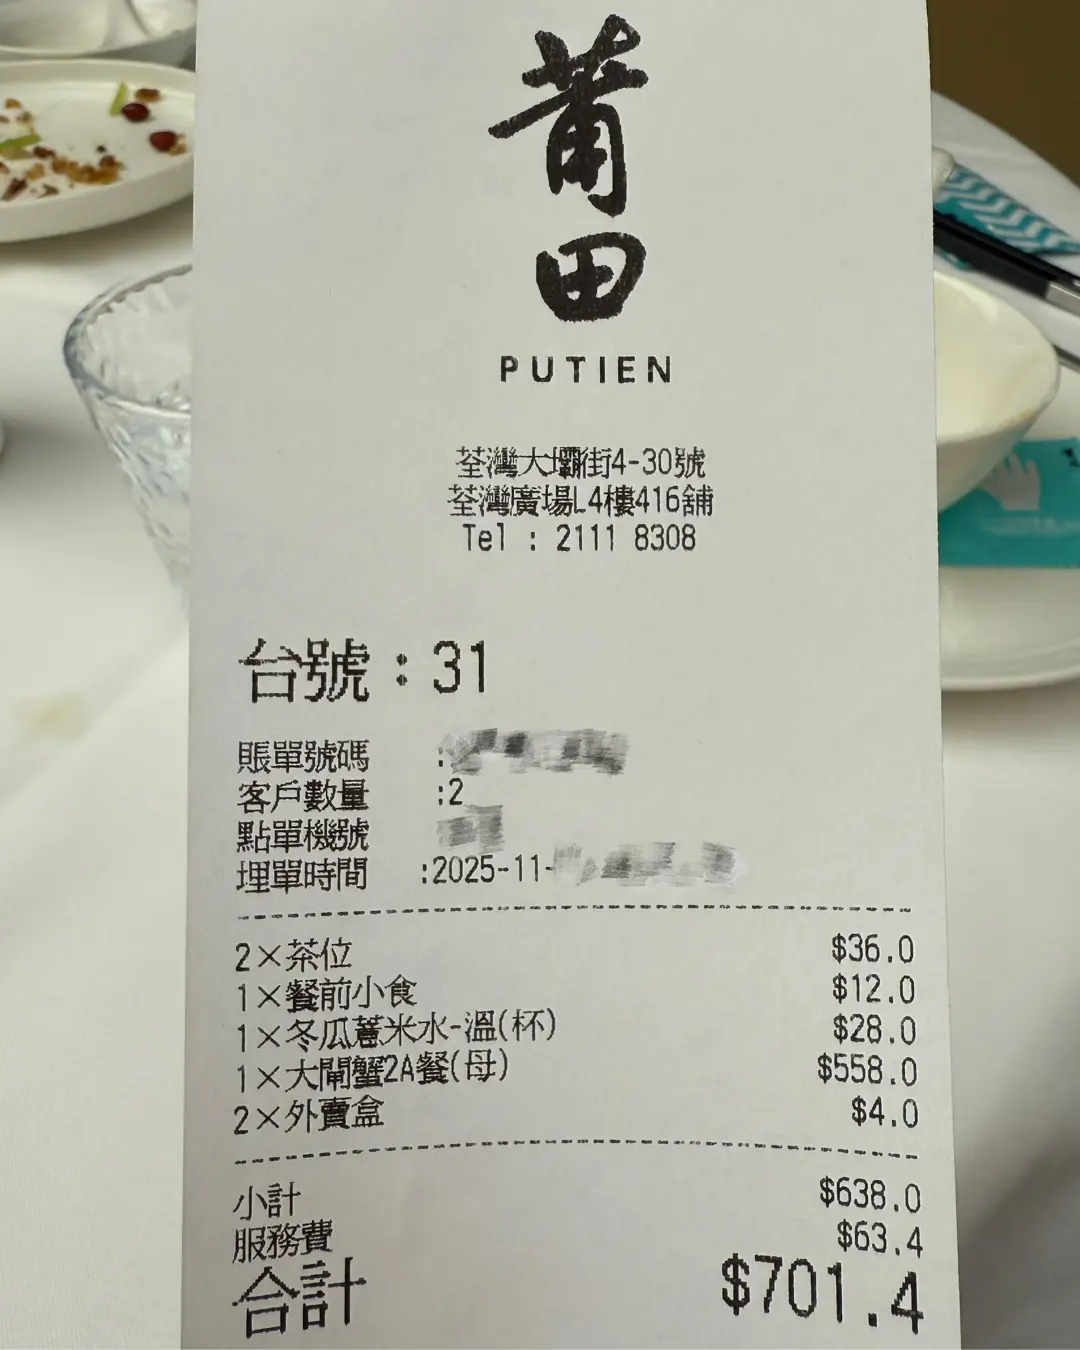 莆
田
PUTIEN
荃灣大壩街4-30號
荃灣廣場L4樓416舖
Tel : 2111 8308
台號：31
賬單號碼 :
客戶數量 :2
點單機號
埋單時間 :2025-11-
2×茶位 $36.0
1×餐前小食 $12.0
1×冬瓜薏米水-溫(杯) $28.0
1×大閘蟹2A餐(母) $558.0
2×外賣盒 $4.0
小計 $638.0
服務費 $63.4
合計 $701.4